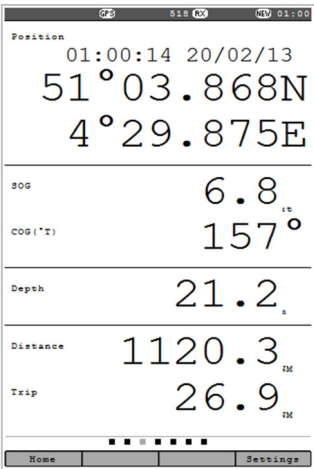 GPS 518 RX NEW 01:00
Position
01:00:14 20/02/13
51°03.868N
4°29.875E
SOG 6.8
COG(°T) 157°
Depth 21.2
Distance 1120.3
Trip 26.9
Home Settings